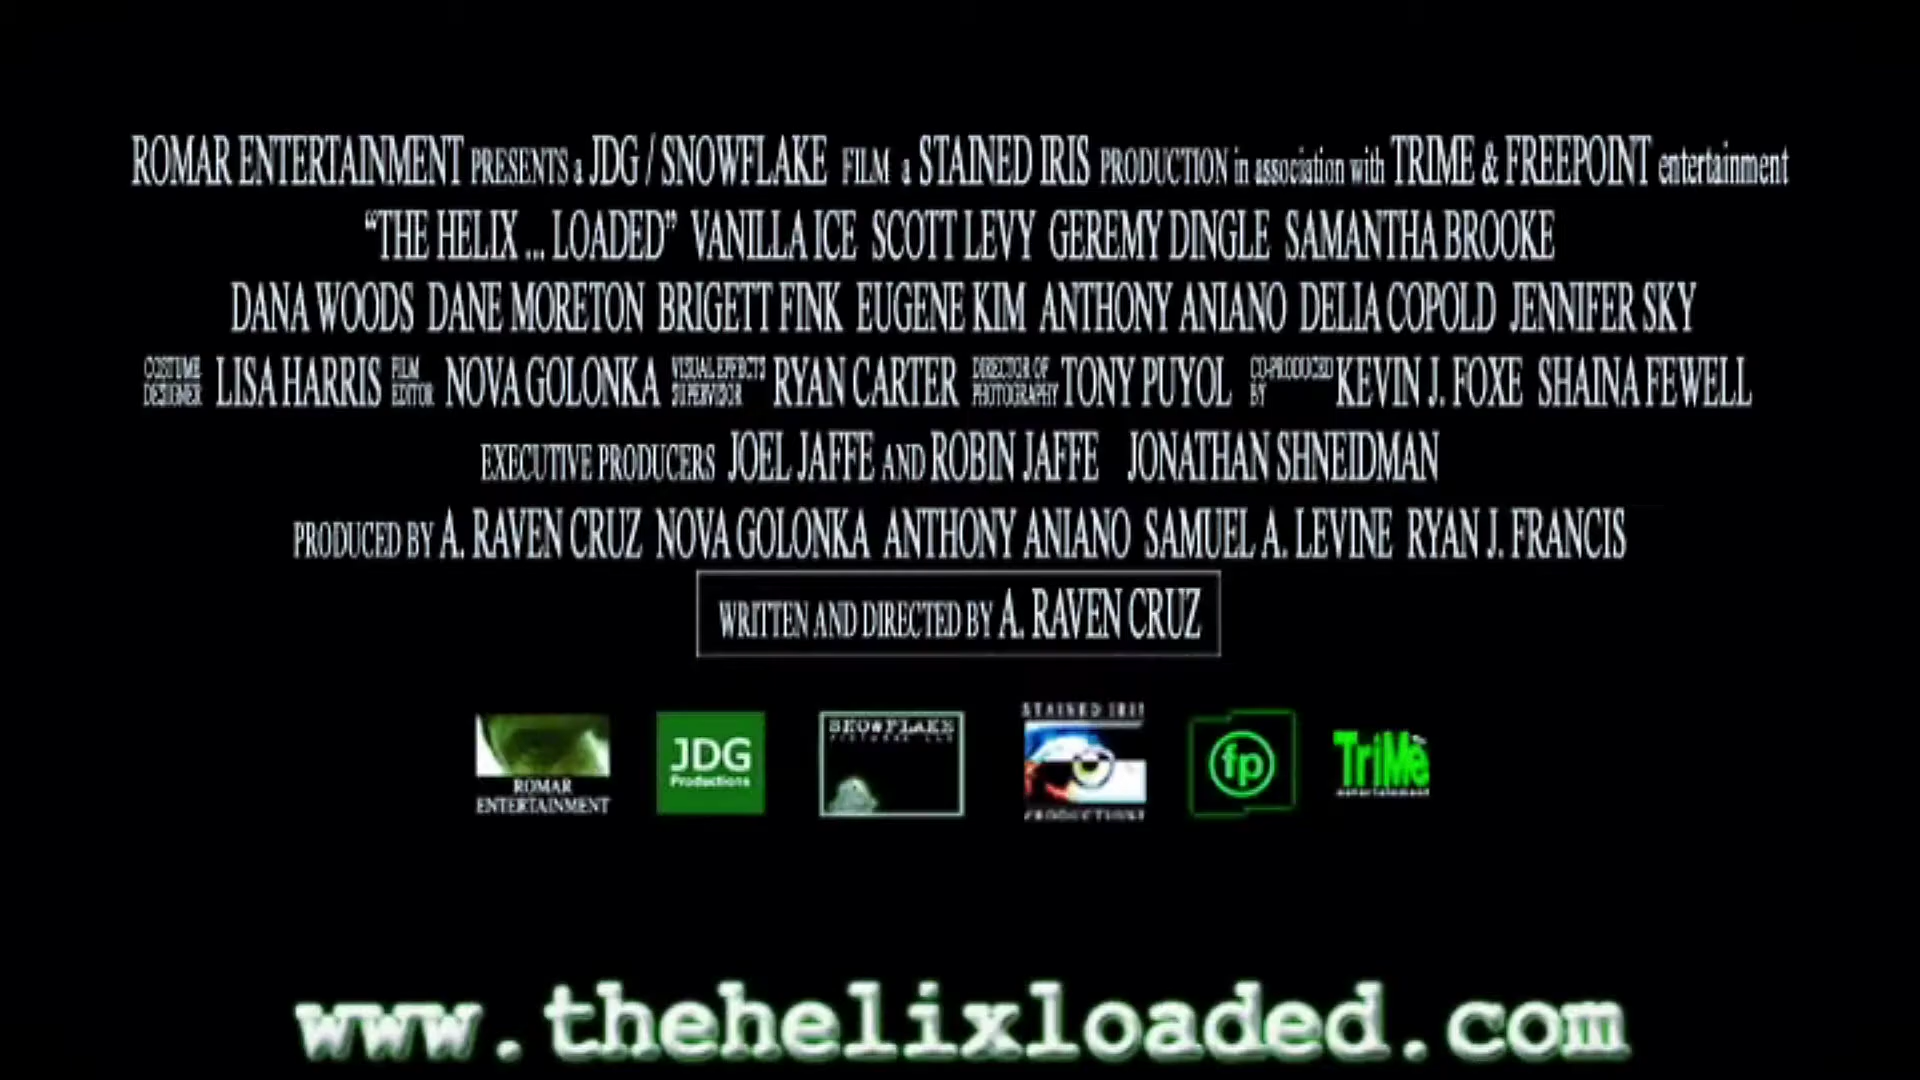 ROMAR ENTERTAINMENT PRESENTS a JDG / SNOWFLAKE FILM a STAINED IRIS PRODUCTION in association with TRIME & FREEPOINT entertainment
“THE HELIX ... LOADED” VANILLA ICE SCOTT LEVY GEREMY DINGLE SAMANTHA BROOKE
DANA WOODS DANE MORETON BRIGETT FINK EUGENE KIM ANTHONY ANIANO DELIA COPOLD JENNIFER SKY
COSTUME DESIGNER LISA HARRIS FILM EDITOR NOVA GOLONKA VISUAL EFFECTS SUPERVISOR RYAN CARTER DIRECTOR OF PHOTOGRAPHY TONY PUYOL CO-PRODUCED BY KEVIN J. FOXE SHAINA FEWELL
EXECUTIVE PRODUCERS JOEL JAFFE AND ROBIN JAFFE JONATHAN SHNEIDMAN
PRODUCED BY A. RAVEN CRUZ NOVA GOLONKA ANTHONY ANIANO SAMUEL A. LEVINE RYAN J. FRANCIS
WRITTEN AND DIRECTED BY A. RAVEN CRUZ
ROMAR
ENTERTAINMENT
JDG
Productions
SNOWFLAKE
PICTURES LLC
STAINED IRIS
PRODUCTIONS
fp
TriMe
entertainment
www.thehelixloaded.com